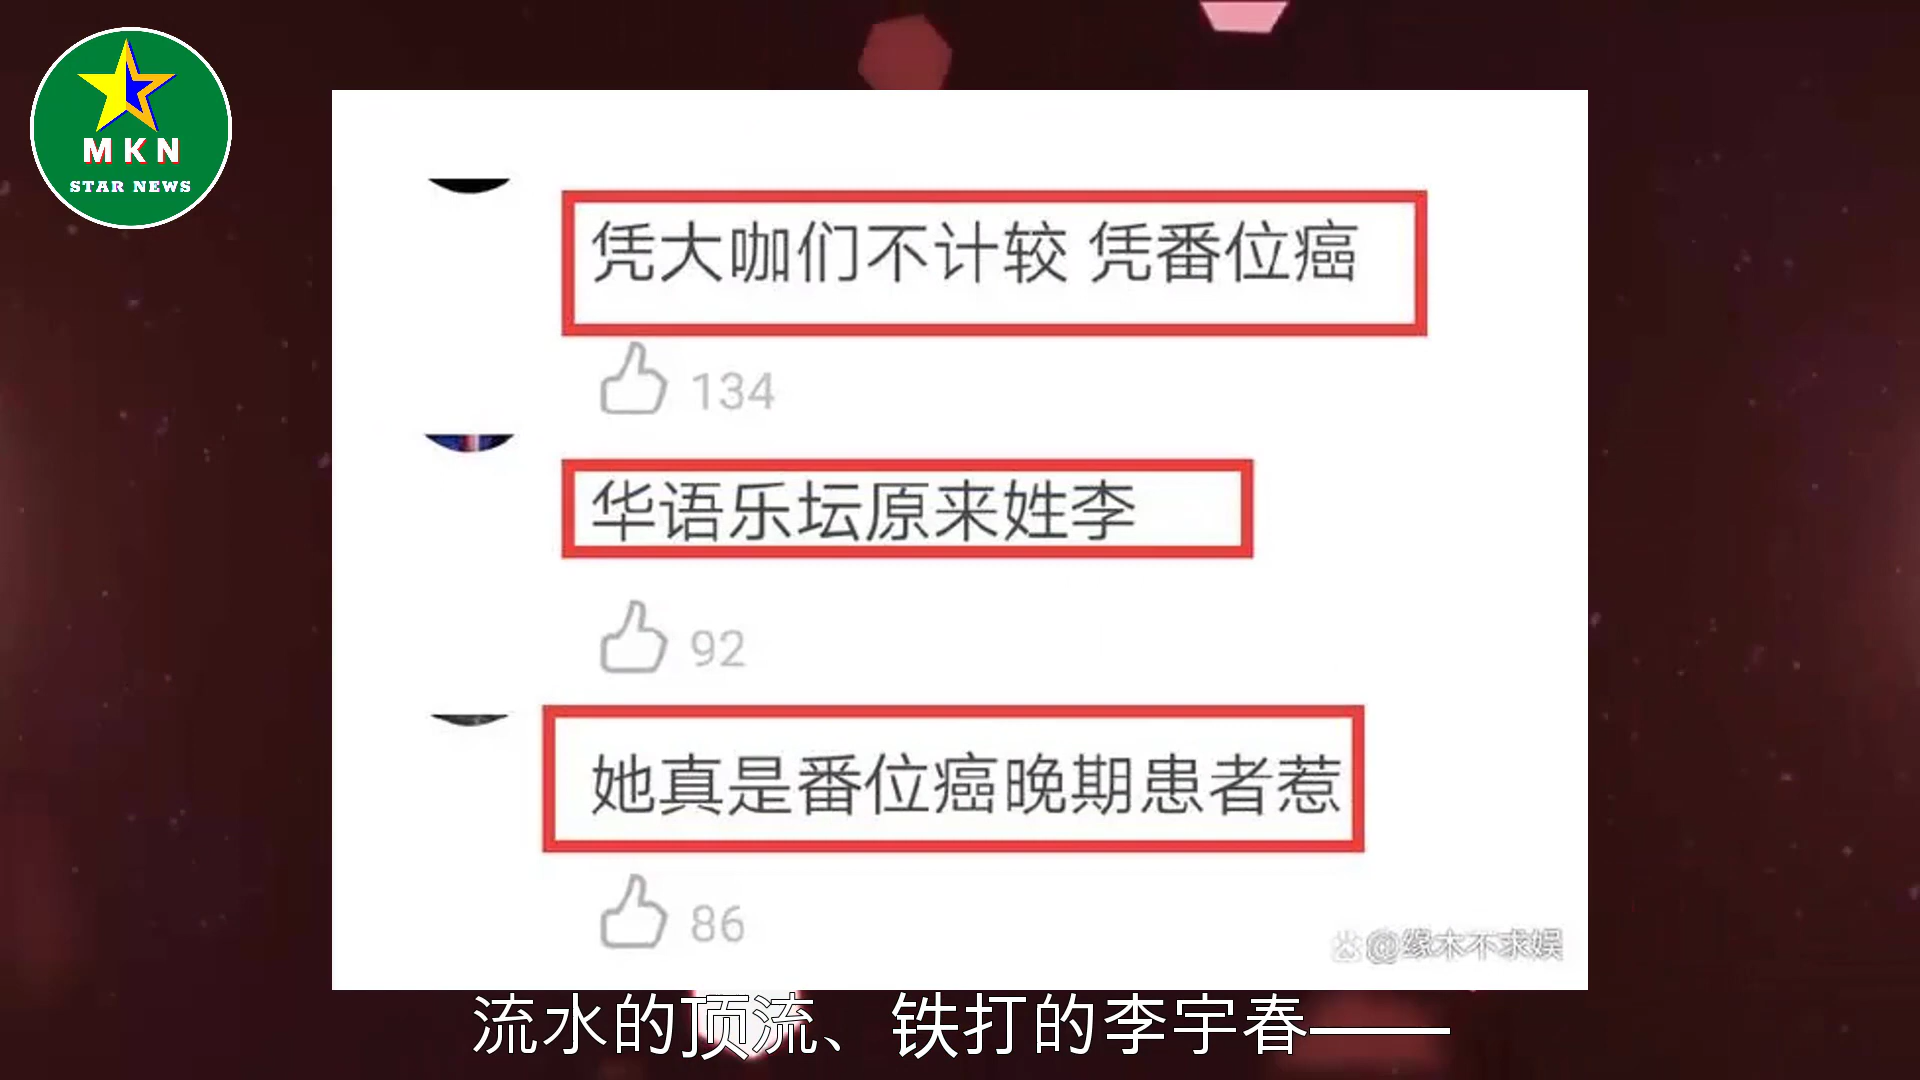 MKN
STAR NEWS
凭大咖们不计较 凭番位癌
134
华语乐坛原来姓李
92
她真是番位癌晚期患者惹
86
@缘木不求娱
流水的顶流、铁打的李宇春——